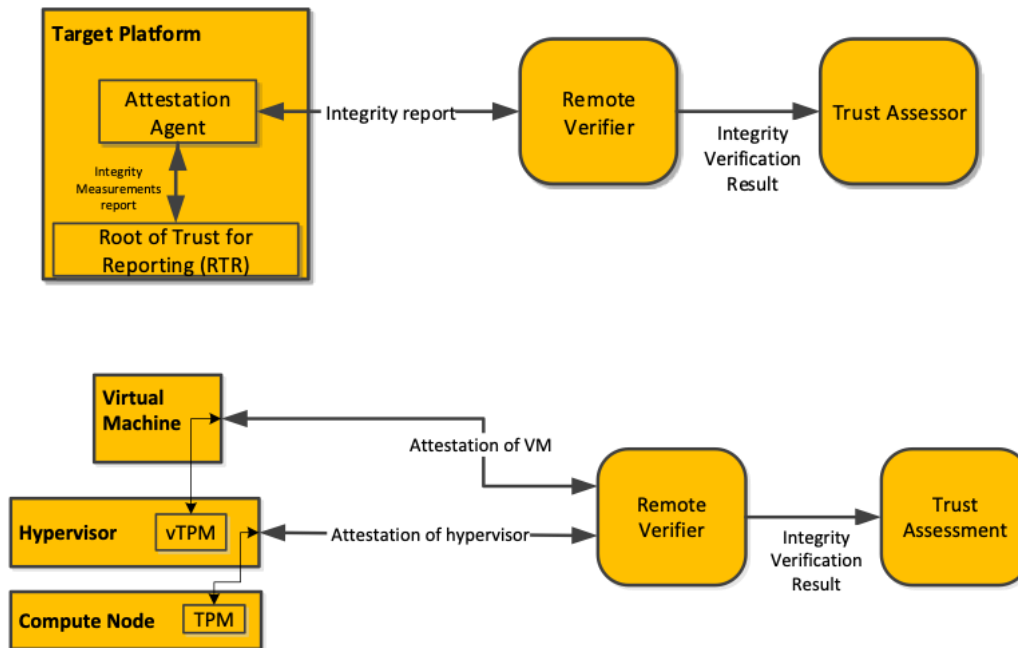 Target Platform
Attestation
Agent
Integrity
Measurements
report
Root of Trust for
Reporting (RTR)
Integrity report
Remote
Verifier
Integrity
Verification
Result
Trust Assessor
Virtual
Machine
Hypervisor
vTPM
Compute Node
TPM
Attestation of VM
Attestation of hypervisor
Remote
Verifier
Integrity
Verification
Result
Trust
Assessment